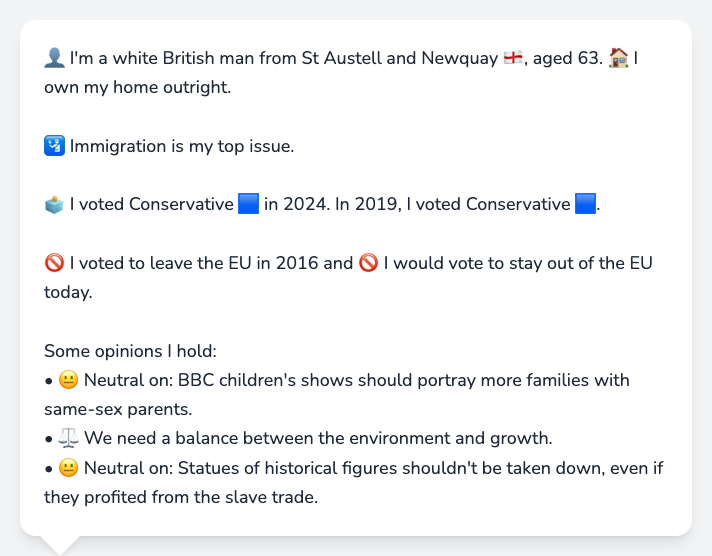 👤 I'm a white British man from St Austell and Newquay 🏴󠁧󠁢󠁥󠁮󠁧󠁿, aged 63. 🏠 I
own my home outright.
🛂 Immigration is my top issue.
🗳️ I voted Conservative 🟦 in 2024. In 2019, I voted Conservative 🟦.
🚫 I voted to leave the EU in 2016 and 🚫 I would vote to stay out of the EU
today.
Some opinions I hold:
• 😐 Neutral on: BBC children's shows should portray more families with
same-sex parents.
• ⚖️ We need a balance between the environment and growth.
• 😐 Neutral on: Statues of historical figures shouldn't be taken down, even if
they profited from the slave trade.